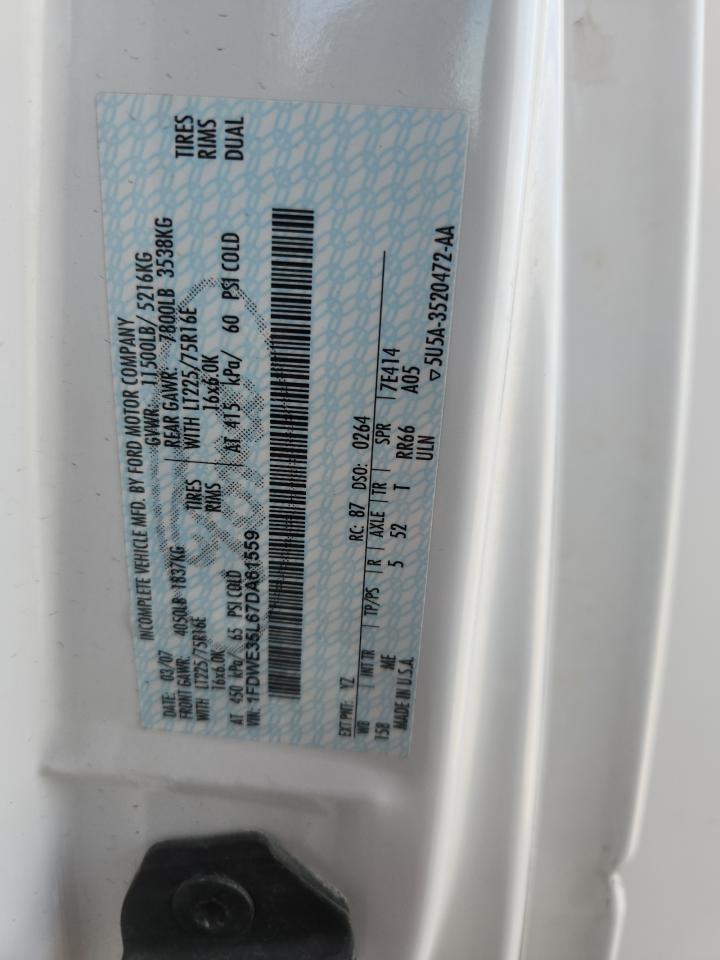 INCOMPLETE VEHICLE MFD. BY FORD MOTOR COMPANY
DATE: 03/07 GVWR: 11500LB/ 5216KG
FRONT GAWR: 4050LB 1837KG REAR GAWR: 7800LB 3538KG
WITH LT225/75R16E TIRES WITH LT225/75R16E TIRES
16x6.0K RIMS 16x6.0K RIMS
AT 450 kPa/ 65 PSI COLD AT 415 kPa/ 60 PSI COLD DUAL
VIN: 1FDWE35L67DA61559
EXT PNT: YZ RC: 87 DSO: 0264
WB INT TR TP/PS R AXLE TR SPR 7E414
158 ME 5 52 T RR66 A05
MADE IN U.S.A. ULN
▽5U5A-3520472-AA